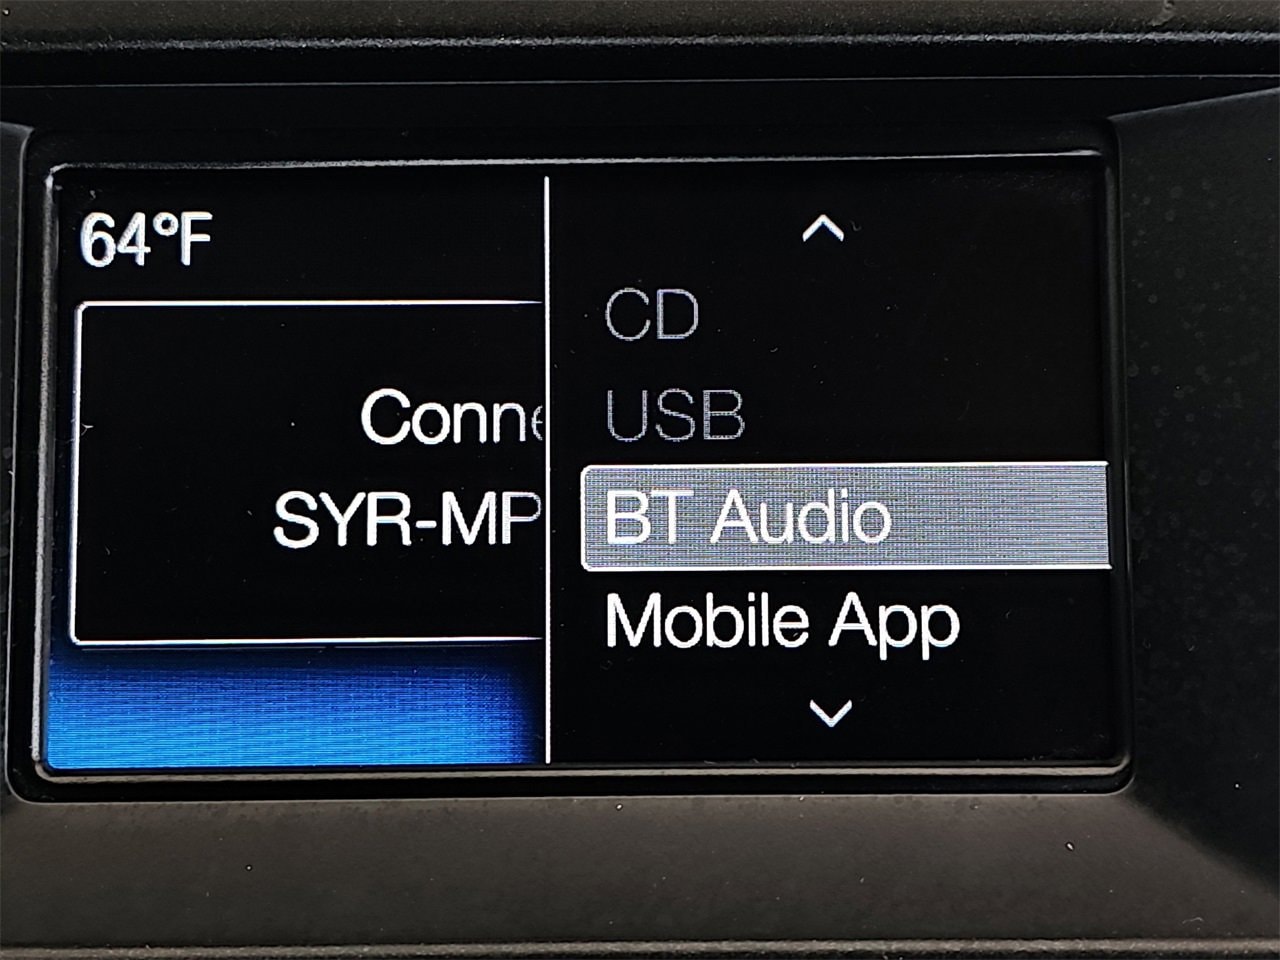 64°F
Conne
SYR-MP
CD
USB
BT Audio
Mobile App